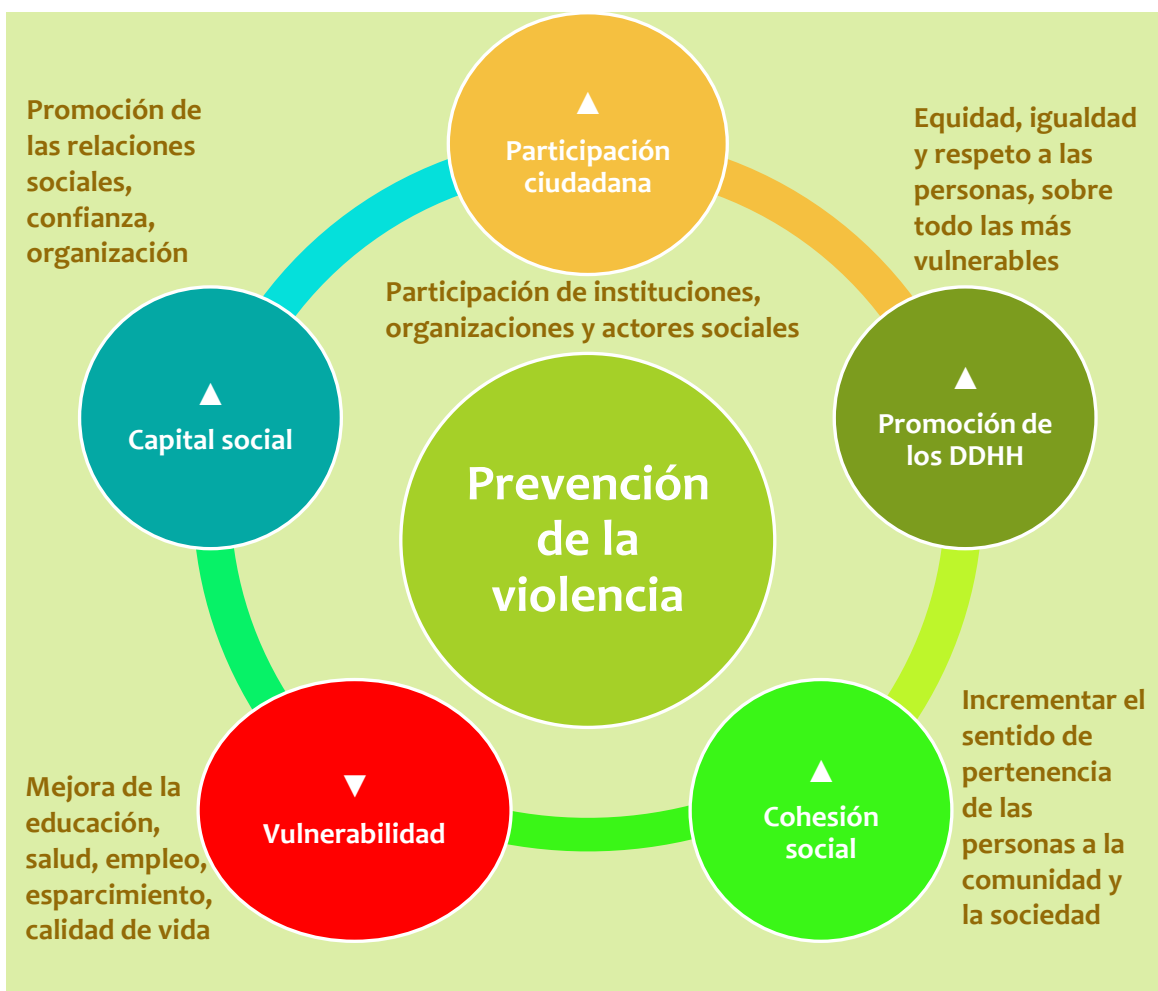 ▲
Participación
ciudadana
Promoción de
las relaciones
sociales,
confianza,
organización
Equidad, igualdad
y respeto a las
personas, sobre
todo las más
vulnerables
Participación de instituciones,
organizaciones y actores sociales
▲
Capital social
▲
Promoción de
los DDHH
Prevención
de la
violencia
▼
Vulnerabilidad
▲
Cohesión
social
Mejora de la
educación,
salud, empleo,
esparcimiento,
calidad de vida
Incrementar el
sentido de
pertenencia
de las
personas a la
comunidad y
la sociedad